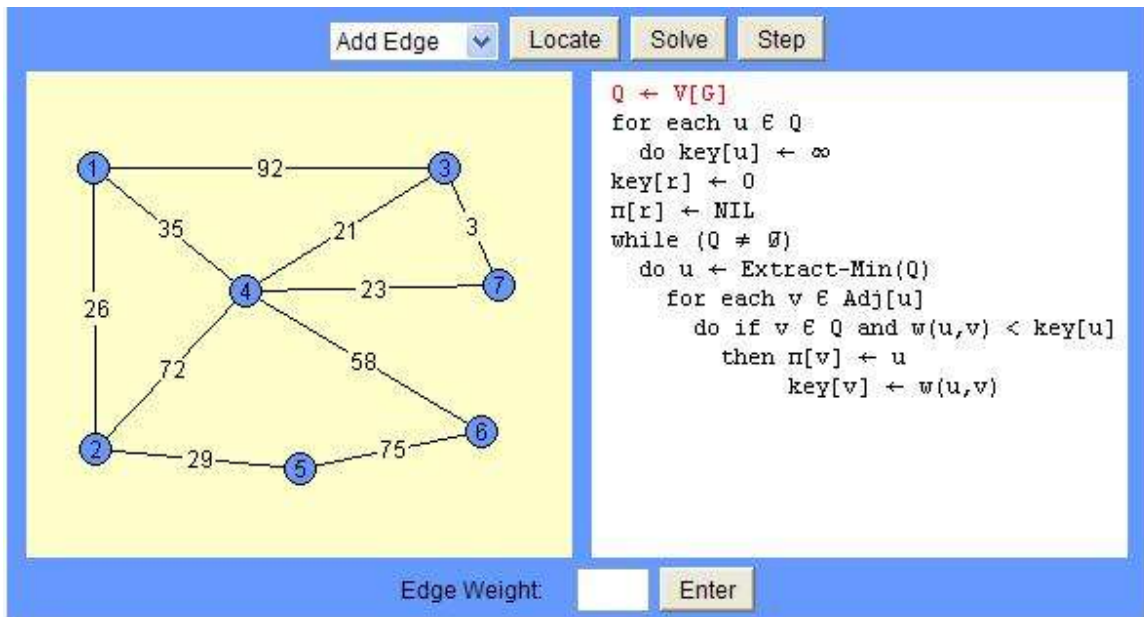 Add Edge Locate Solve Step
Q ← V[G]
for each u ∈ Q
do key[u] ← ∞
key[r] ← 0
π[r] ← NIL
while (Q ≠ Ø)
do u ← Extract-Min(Q)
for each v ∈ Adj[u]
do if v ∈ Q and w(u,v) < key[u]
then π[v] ← u
key[v] ← w(u,v)
1 92 3
35 21 3
4 23 7
26
72 58
2 29 5 75 6
Edge Weight: Enter